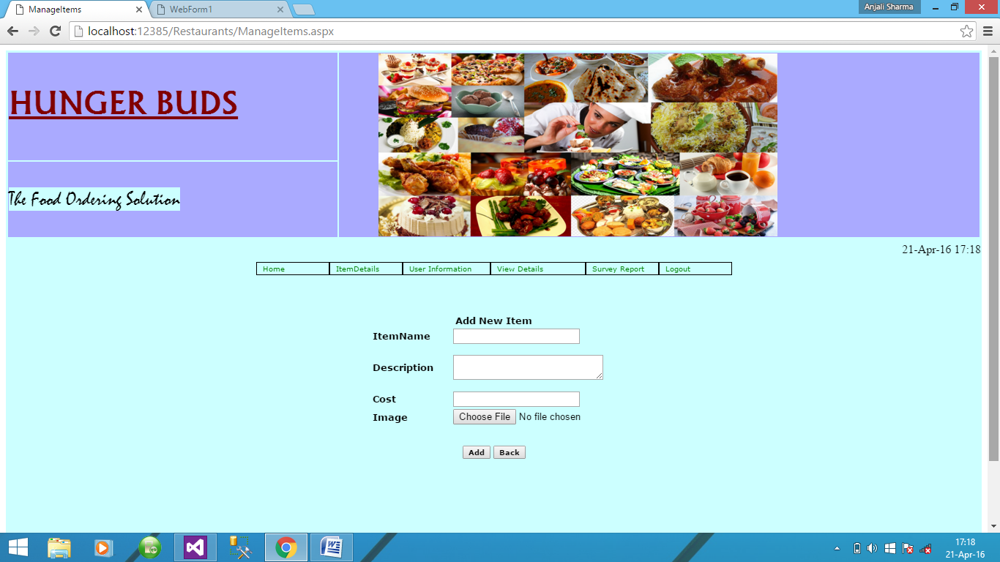 ManageItems
WebForm1
Anjali Sharma
localhost:12385/Restaurants/ManageItems.aspx
HUNGER BUDS
The Food Ordering Solution
21-Apr-16 17:18
Home ItemDetails User Information View Details Survey Report Logout
Add New Item
ItemName
Description
Cost
Image Choose File No file chosen
Add Back
17:18
21-Apr-16